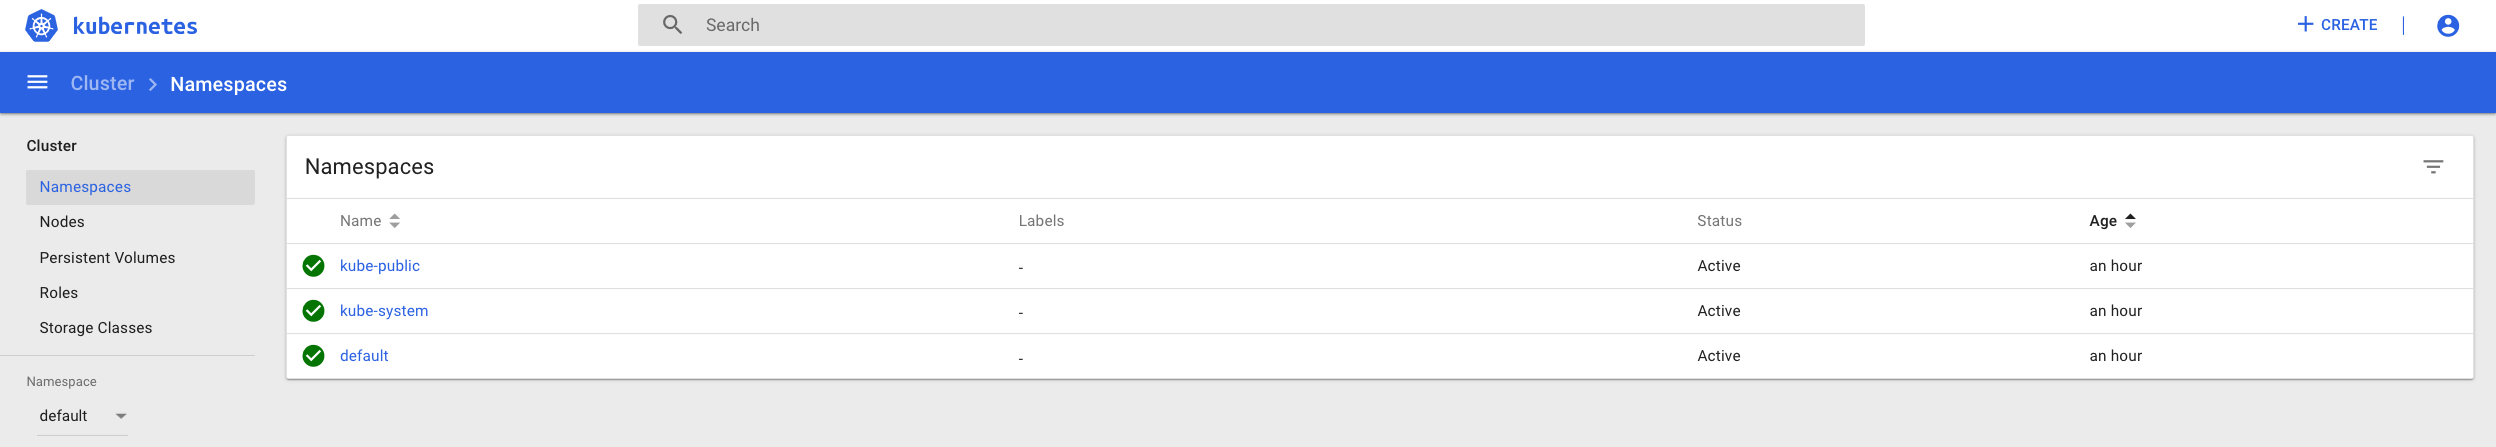 kubernetes
Search
CREATE
Cluster
Namespaces
Cluster
Namespaces
Nodes
Persistent Volumes
Roles
Storage Classes
Namespace
default
Namespaces
Name Labels Status Age
kube-public - Active an hour
kube-system - Active an hour
default - Active an hour